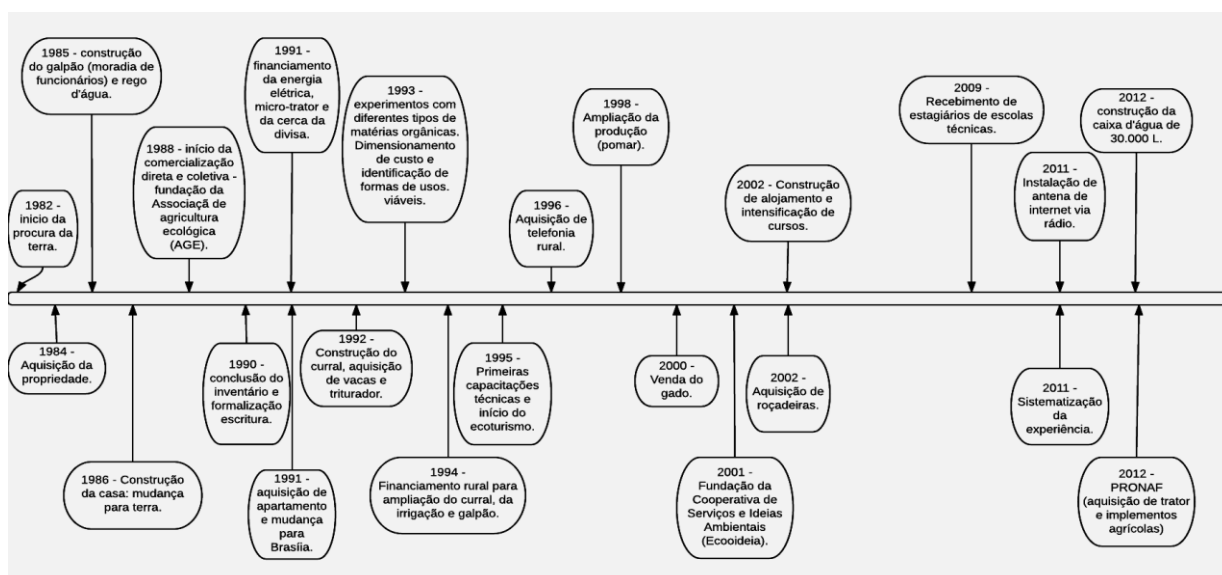 1982 -
inicio da
procura da
terra.
1985 - construção
do galpão (moradia de
funcionários) e rego
d'água.
1988 - início da
comercialização
direta e coletiva -
fundação da
Associaçã de
agricultura
ecológica
(AGE).
1991 -
financiamento
da energia
elétrica,
micro-trator e
da cerca da
divisa.
1993 -
experimentos com
diferentes tipos de
matérias orgânicas.
Dimensionamento
de custo e
identificação de
formas de usos
viáveis.
1996 -
Aquisição de
telefonia
rural.
1998 -
Ampliação da
produção
(pomar).
2002 - Construção
de alojamento e
intensificação de
cursos.
2009 -
Recebimento de
estagiários de escolas
técnicas.
2011 -
Instalação de
antena de
internet via
rádio.
2012 -
construção da
caixa d'água de
30.000 L.
1984 -
Aquisição da
propriedade.
1986 - Construção
da casa: mudança
para terra.
1990 -
conclusão do
inventário e
formalização
escritura.
1991 -
aquisição de
apartamento
e mudança
para
Brasíia.
1992 -
Construção do
curral, aquisição
de vacas e
triturador.
1994 -
Financiamento rural para
ampliação do curral, da
irrigação e galpão.
1995 -
Primeiras
capacitações
técnicas e
início do
ecoturismo.
2000 -
Venda do
gado.
2001 -
Fundação da
Cooperativa de
Serviços e Ideias
Ambientais
(Ecooideia).
2002 -
Aquisição de
roçadeiras.
2011 -
Sistematização
da
experiência.
2012 -
PRONAF
(aquisição de trator
e implementos
agrícolas)